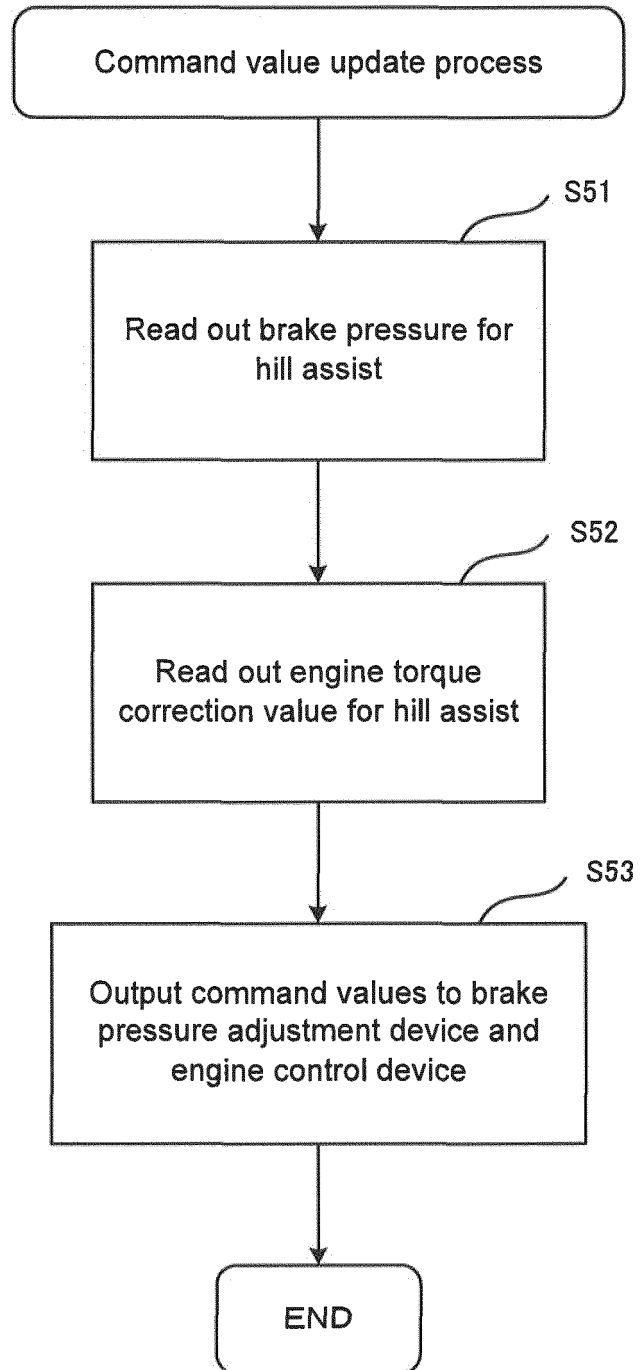 Command value update process
S51
Read out brake pressure for
hill assist
S52
Read out engine torque
correction value for hill assist
S53
Output command values to brake
pressure adjustment device and
engine control device
END